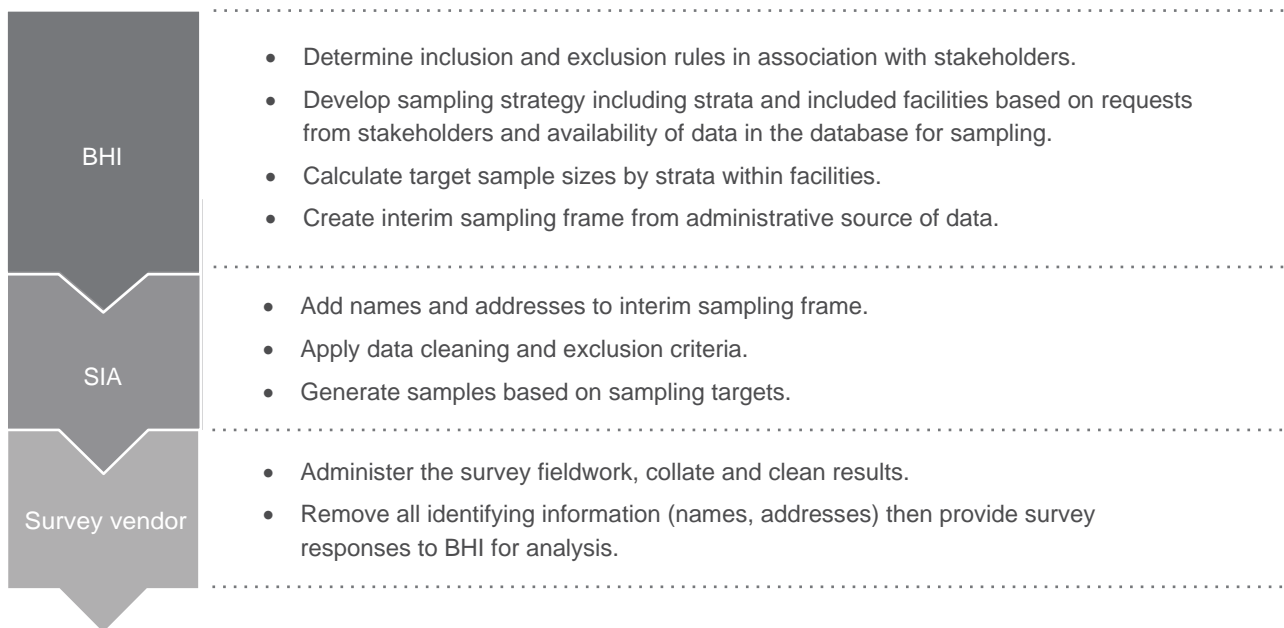 BHI
• Determine inclusion and exclusion rules in association with stakeholders.
• Develop sampling strategy including strata and included facilities based on requests
from stakeholders and availability of data in the database for sampling.
• Calculate target sample sizes by strata within facilities.
• Create interim sampling frame from administrative source of data.
SIA
• Add names and addresses to interim sampling frame.
• Apply data cleaning and exclusion criteria.
• Generate samples based on sampling targets.
Survey vendor
• Administer the survey fieldwork, collate and clean results.
• Remove all identifying information (names, addresses) then provide survey
responses to BHI for analysis.